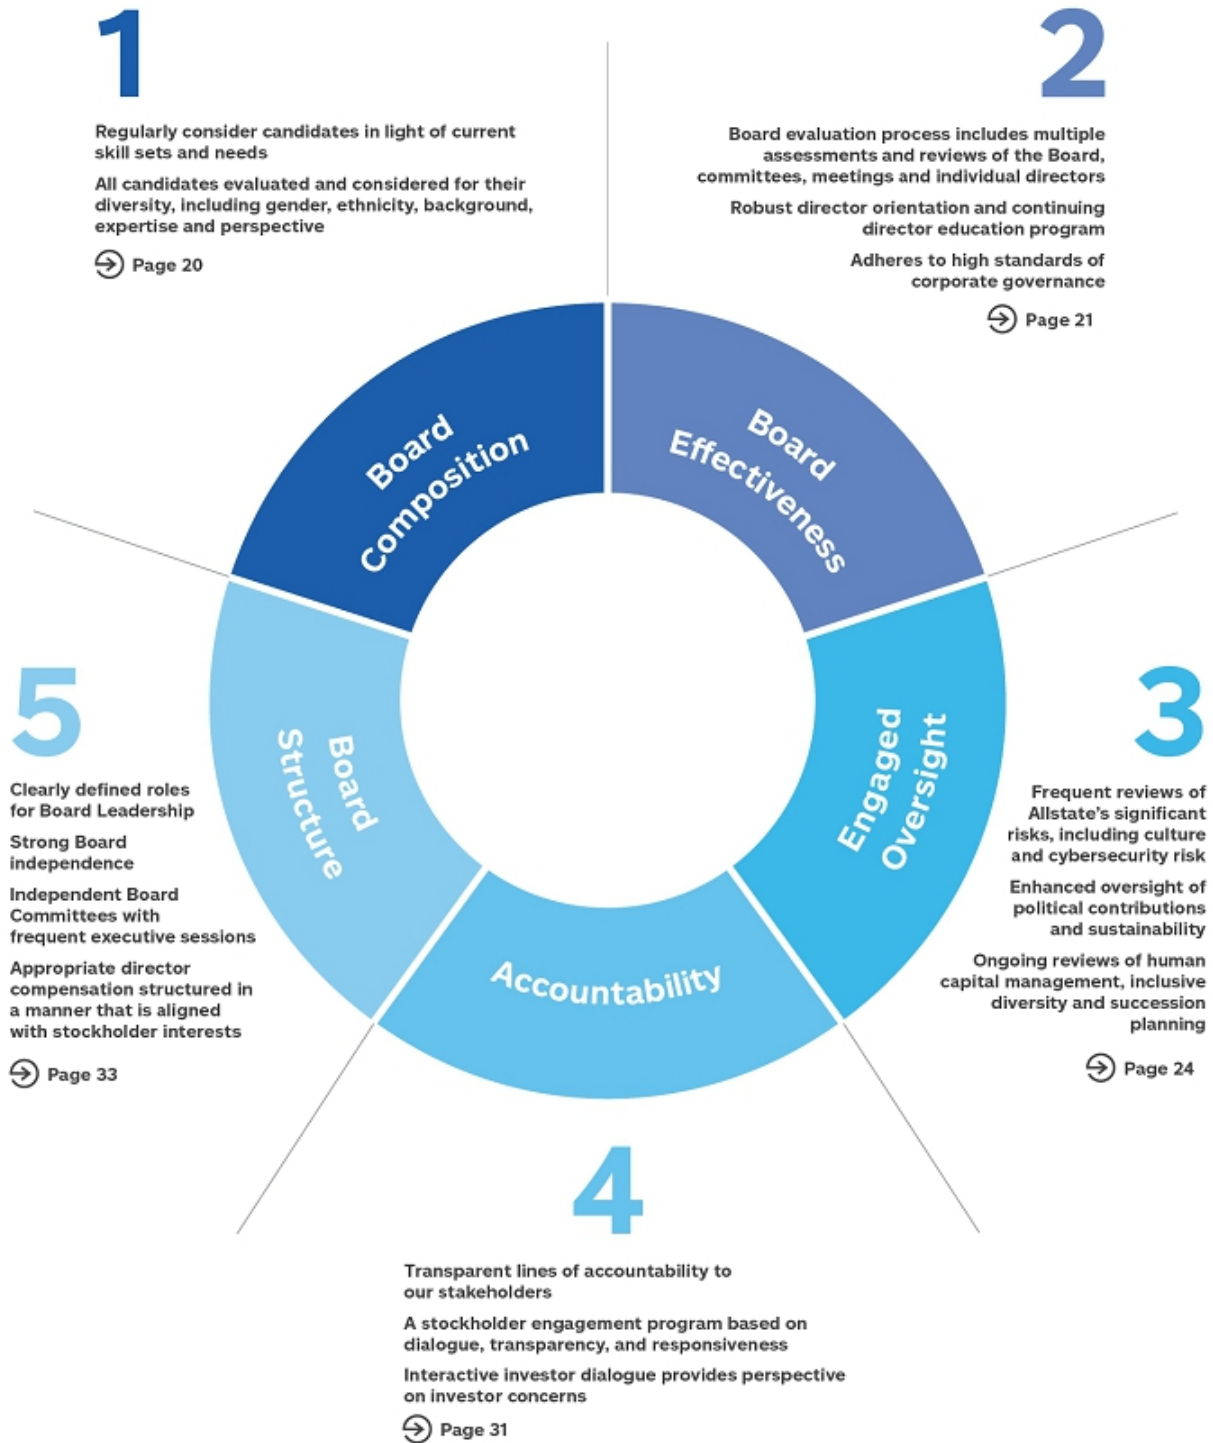 1
Regularly consider candidates in light of current
skill sets and needs
All candidates evaluated and considered for their
diversity, including gender, ethnicity, background,
expertise and perspective
Page 20
2
Board evaluation process includes multiple
assessments and reviews of the Board,
committees, meetings and individual directors
Robust director orientation and continuing
director education program
Adheres to high standards of
corporate governance
Page 21
Board
Composition
Board
Effectiveness
Engaged
Oversight
Accountability
Board
Structure
3
Frequent reviews of
Allstate's significant
risks, including culture
and cybersecurity risk
Enhanced oversight of
political contributions
and sustainability
Ongoing reviews of human
capital management, inclusive
diversity and succession
planning
Page 24
4
Transparent lines of accountability to
our stakeholders
A stockholder engagement program based on
dialogue, transparency, and responsiveness
Interactive investor dialogue provides perspective
on investor concerns
Page 31
5
Clearly defined roles
for Board Leadership
Strong Board
independence
Independent Board
Committees with
frequent executive sessions
Appropriate director
compensation structured in
a manner that is aligned
with stockholder interests
Page 33